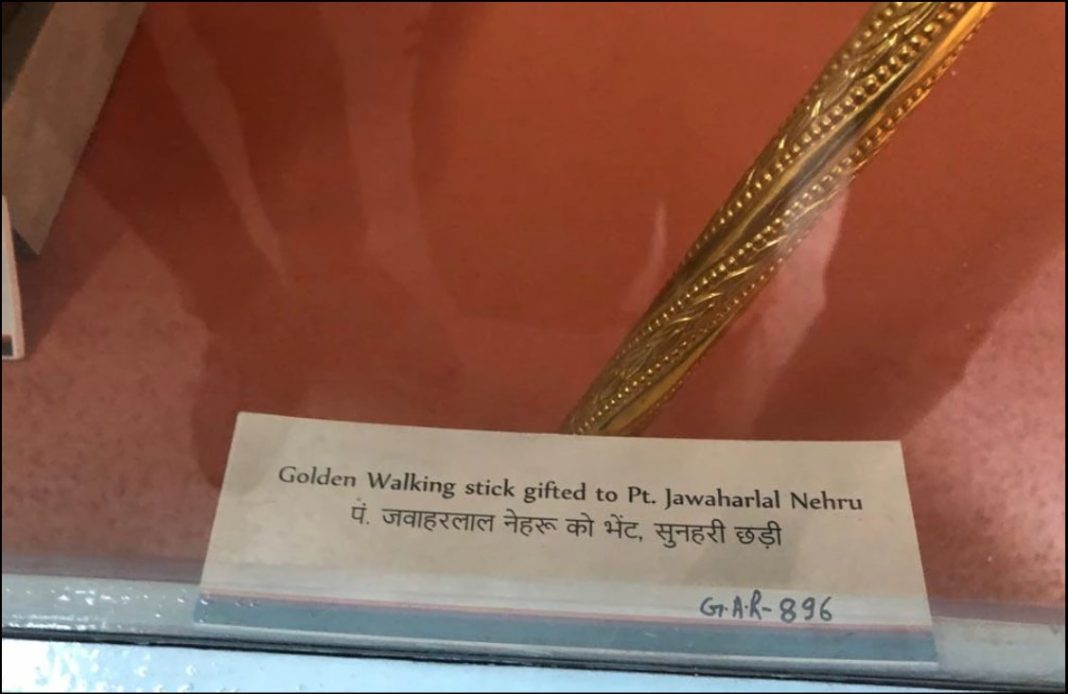 Golden Walking stick gifted to Pt. Jawaharlal Nehru
पं. जवाहरलाल नेहरू को भेंट, सुनहरी छड़ी
G.A.R-896